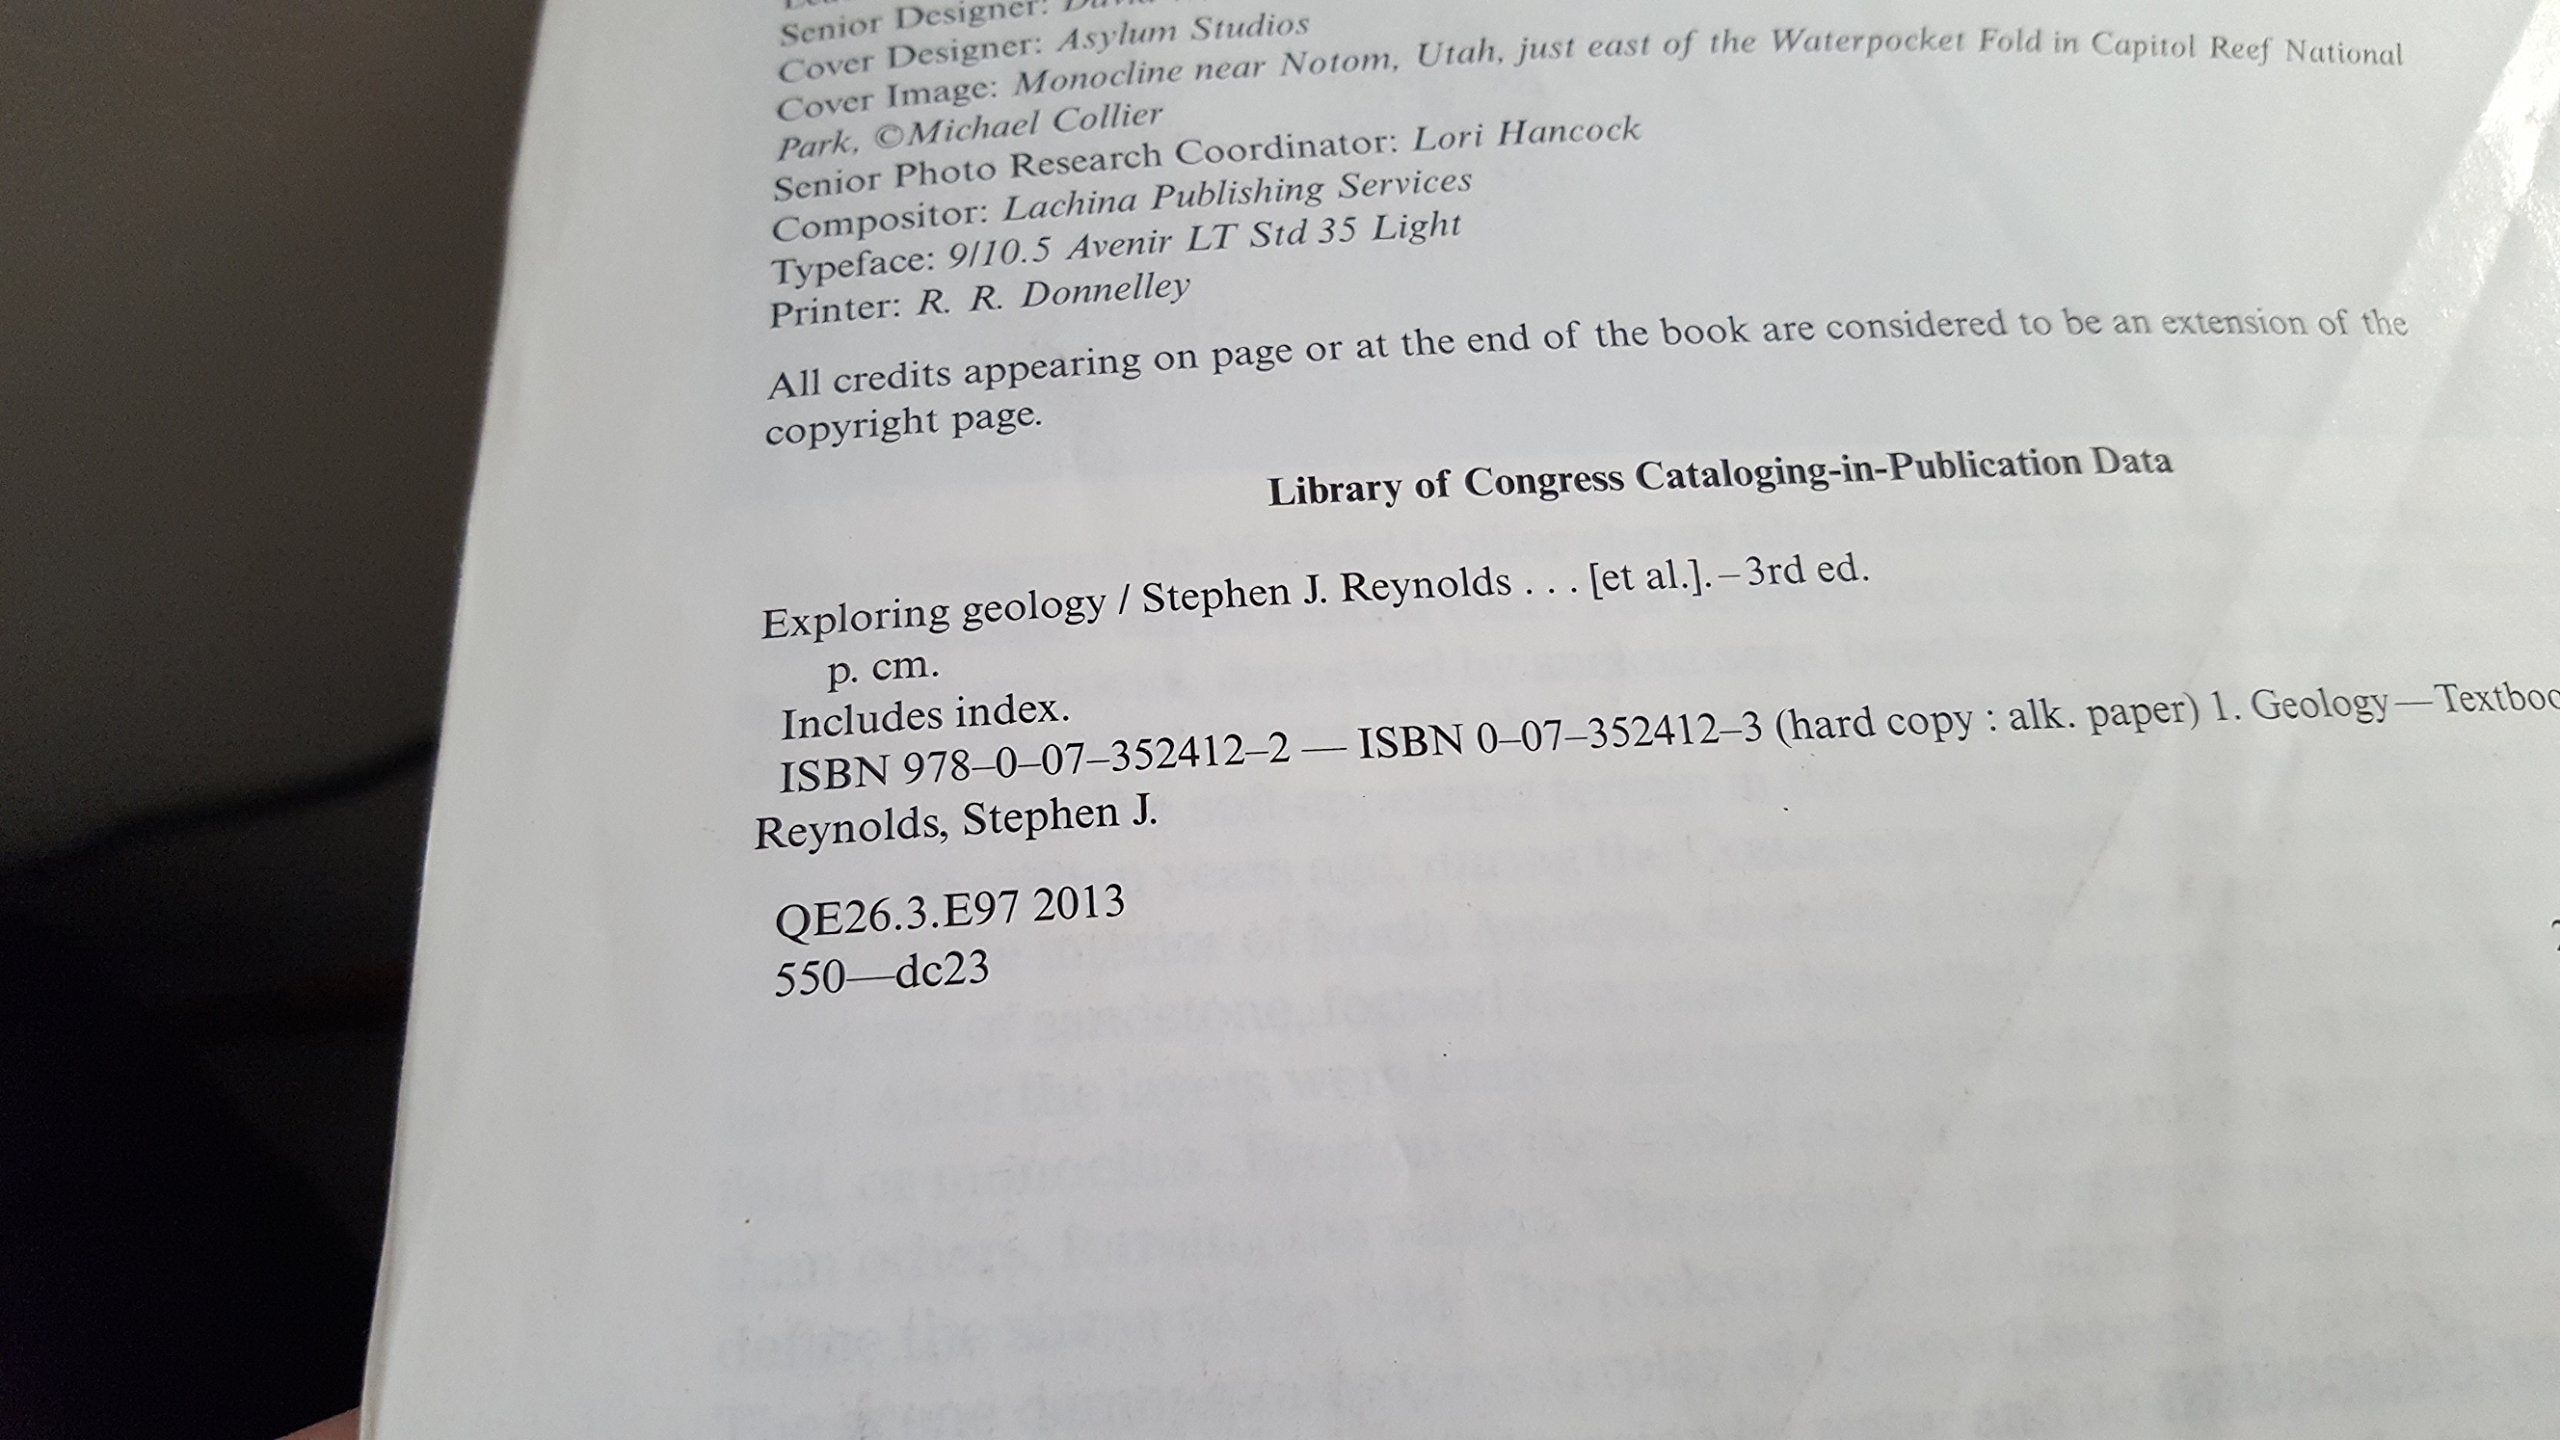 Senior Designer:
Cover Designer: Asylum Studios
Cover Image: Monocline near Notom, Utah, just east of the Waterpocket Fold in Capitol Reef National
Park, ©Michael Collier
Senior Photo Research Coordinator: Lori Hancock
Compositor: Lachina Publishing Services
Typeface: 9/10.5 Avenir LT Std 35 Light
Printer: R. R. Donnelley
All credits appearing on page or at the end of the book are considered to be an extension of the
copyright page.
Library of Congress Cataloging-in-Publication Data
Exploring geology / Stephen J. Reynolds . . . [et al.].–3rd ed.
p. cm.
Includes index.
ISBN 978–0–07–352412–2 — ISBN 0–07–352412–3 (hard copy : alk. paper) 1. Geology—Textboo
Reynolds, Stephen J.
QE26.3.E97 2013
550—dc23